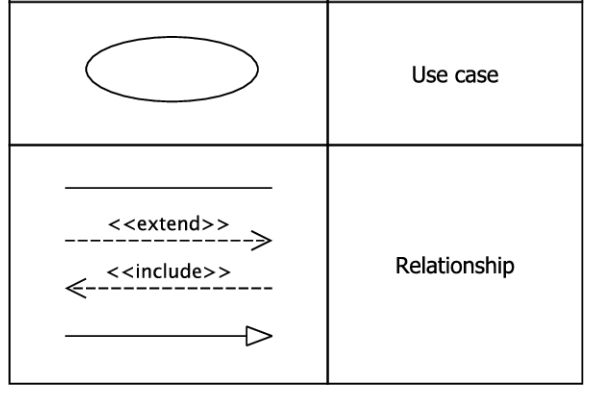 Use case
<<extend>>
<<include>>
Relationship